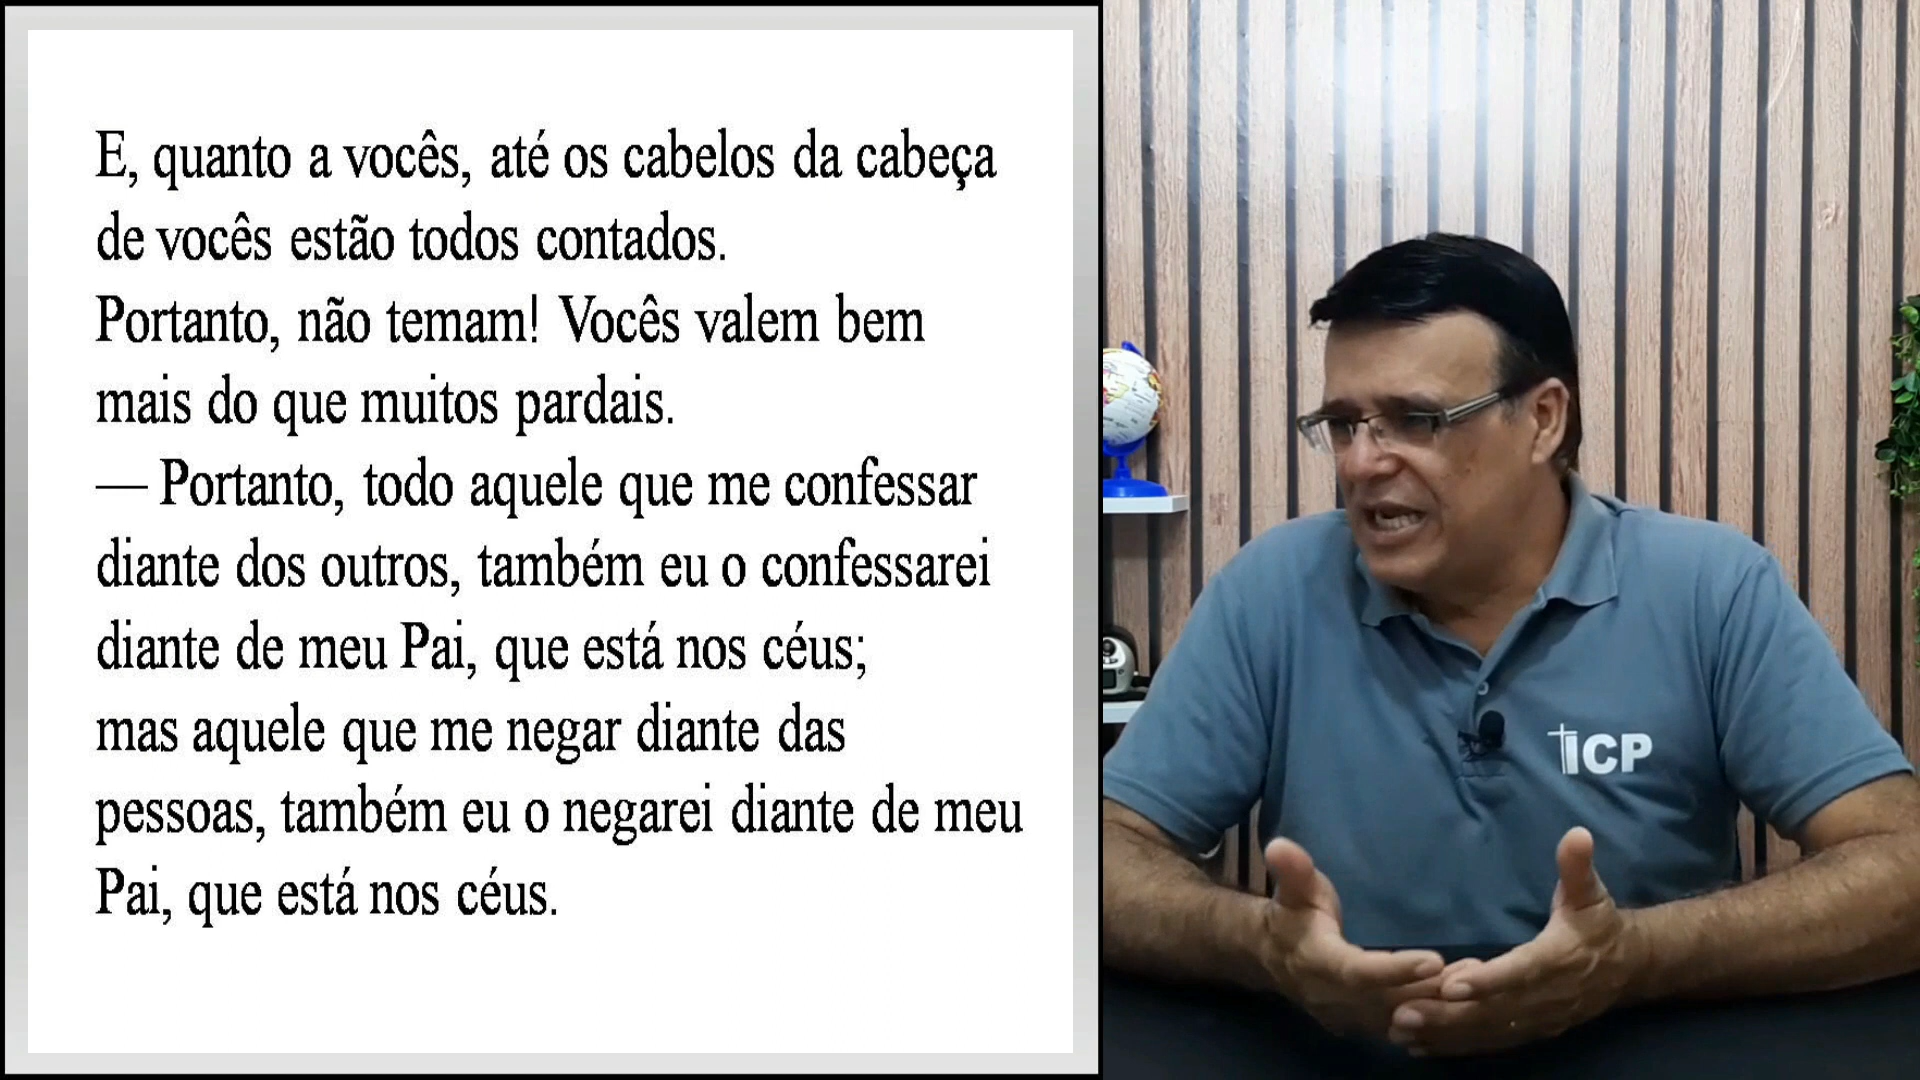 E, quanto a vocês, até os cabelos da cabeça
de vocês estão todos contados.
Portanto, não temam! Vocês valem bem
mais do que muitos pardais.
— Portanto, todo aquele que me confessar
diante dos outros, também eu o confessarei
diante de meu Pai, que está nos céus;
mas aquele que me negar diante das
pessoas, também eu o negarei diante de meu
Pai, que está nos céus.
ICP